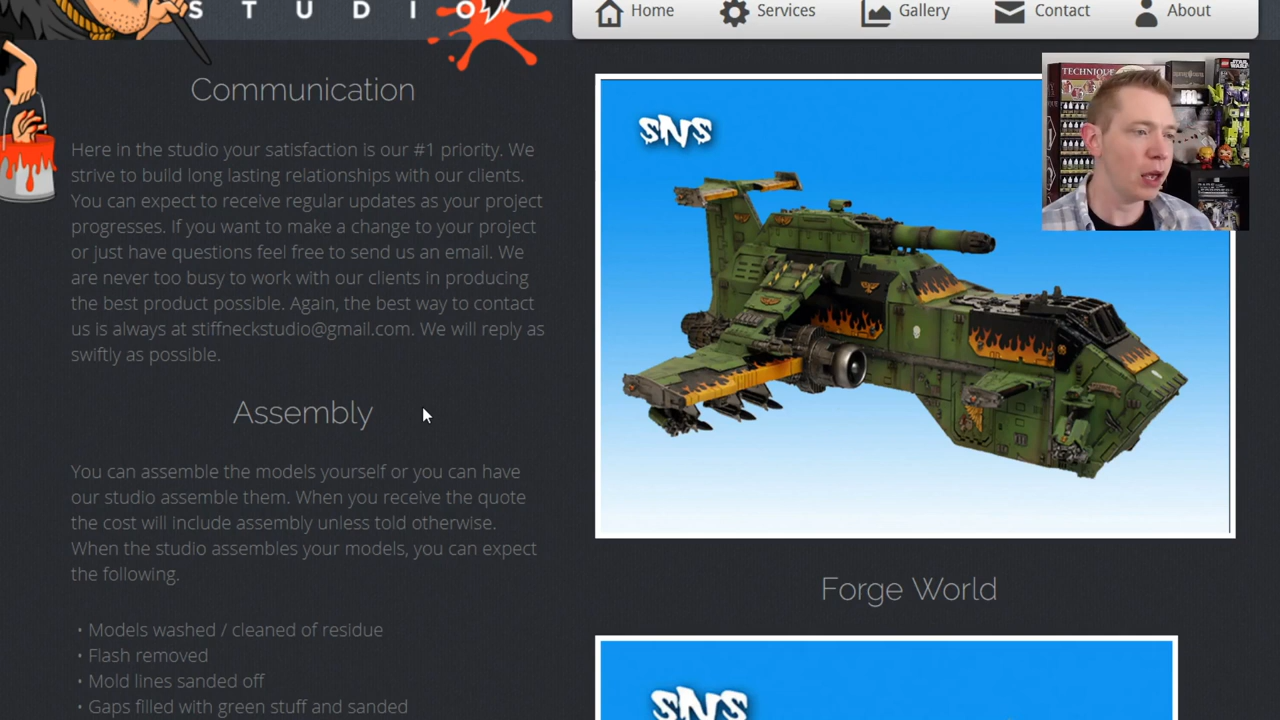 STUDIO
Home
Services
Gallery
Contact
About
Communication
Here in the studio your satisfaction is our #1 priority. We
strive to build long lasting relationships with our clients.
You can expect to receive regular updates as your project
progresses. If you want to make a change to your project
or just have questions feel free to send us an email. We
are never too busy to work with our clients in producing
the best product possible. Again, the best way to contact
us is always at stiffneckstudio@gmail.com. We will reply as
swiftly as possible.
Assembly
You can assemble the models yourself or you can have
our studio assemble them. When you receive the quote
the cost will include assembly unless told otherwise.
When the studio assembles your models, you can expect
the following.
• Models washed / cleaned of residue
• Flash removed
• Mold lines sanded off
• Gaps filled with green stuff and sanded
SNS
TECHNIQUE
STAR WARS
Forge World
SNS